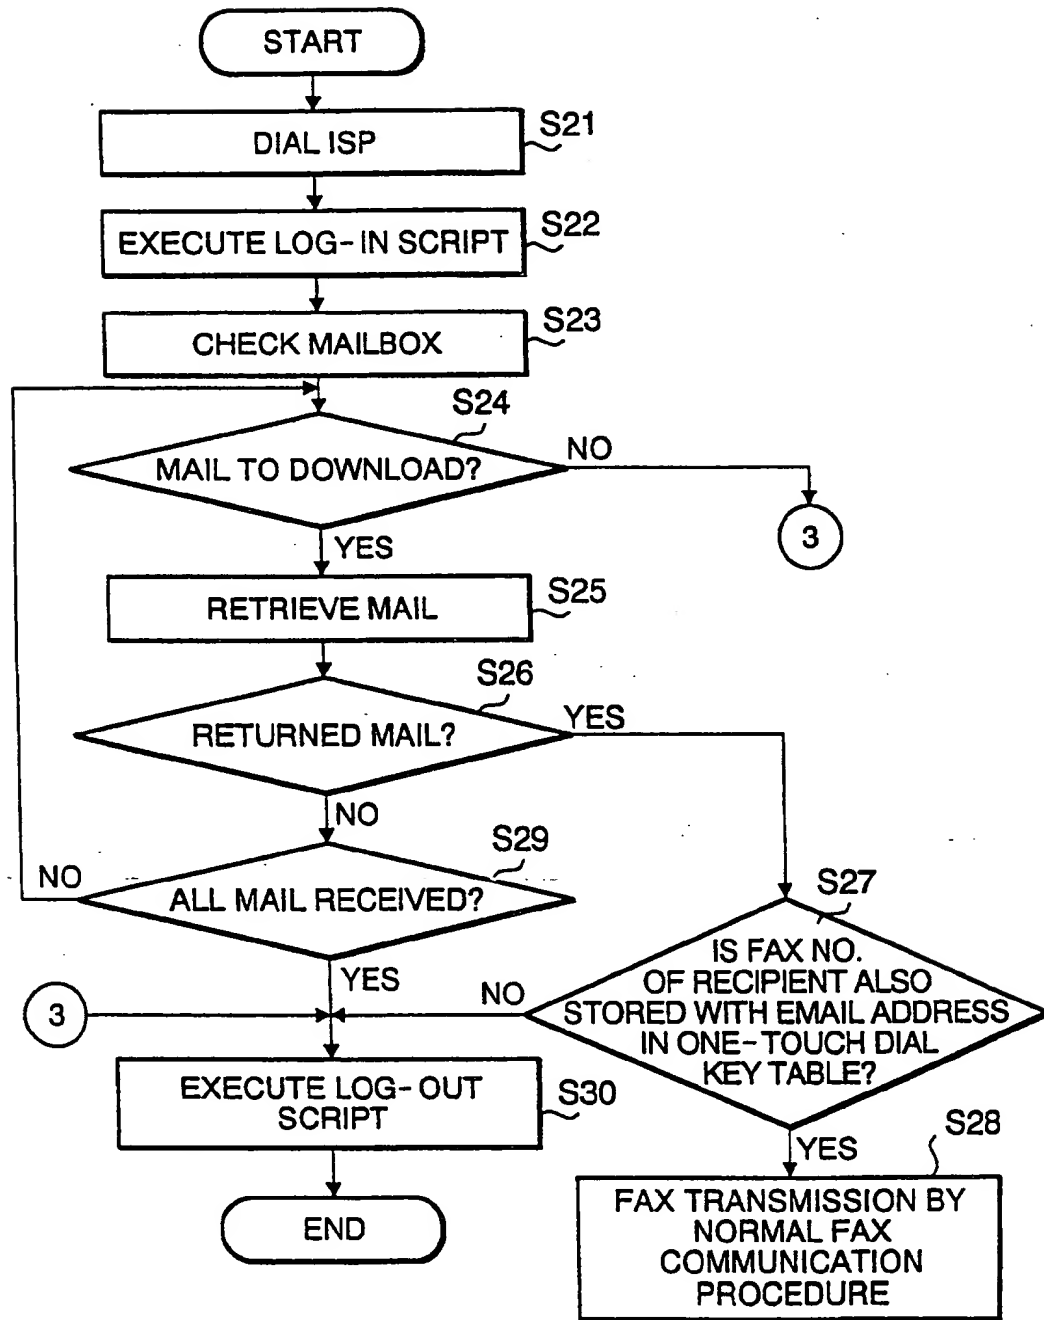 START
DIAL ISP
S21
EXECUTE LOG-IN SCRIPT
S22
CHECK MAILBOX
S23
MAIL TO DOWNLOAD?
S24
NO
3
YES
RETRIEVE MAIL
S25
RETURNED MAIL?
S26
YES
NO
ALL MAIL RECEIVED?
S29
NO
YES
IS FAX NO.
OF RECIPIENT ALSO
STORED WITH EMAIL ADDRESS
IN ONE-TOUCH DIAL
KEY TABLE?
S27
NO
3
EXECUTE LOG-OUT
SCRIPT
S30
YES
FAX TRANSMISSION BY
NORMAL FAX
COMMUNICATION
PROCEDURE
S28
END